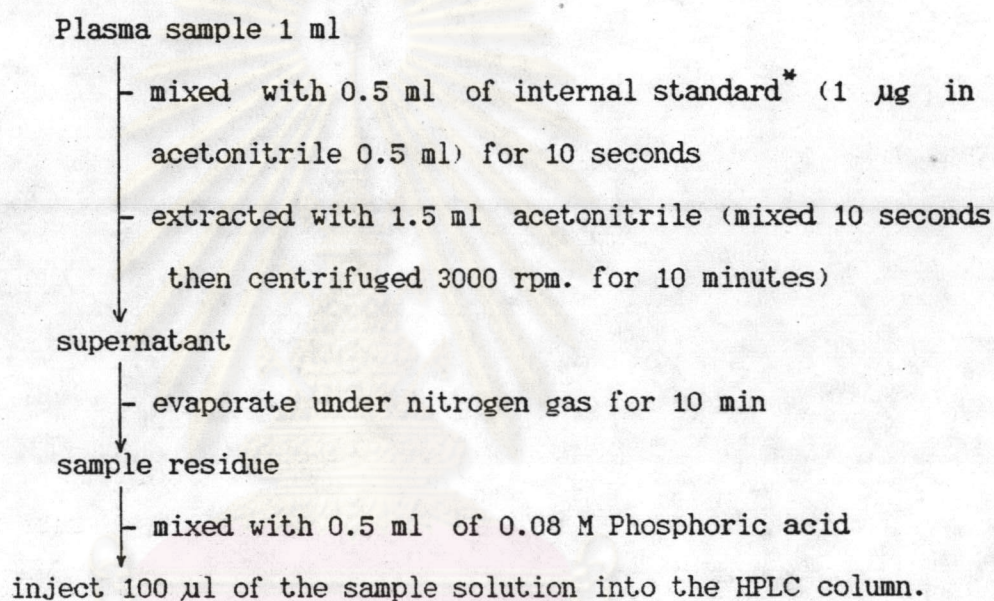 Plasma sample 1 ml
mixed with 0.5 ml of internal standard* (1 µg in
acetonitrile 0.5 ml) for 10 seconds
extracted with 1.5 ml acetonitrile (mixed 10 seconds
then centrifuged 3000 rpm. for 10 minutes)
supernatant
evaporate under nitrogen gas for 10 min
sample residue
mixed with 0.5 ml of 0.08 M Phosphoric acid
inject 100 µl of the sample solution into the HPLC column.